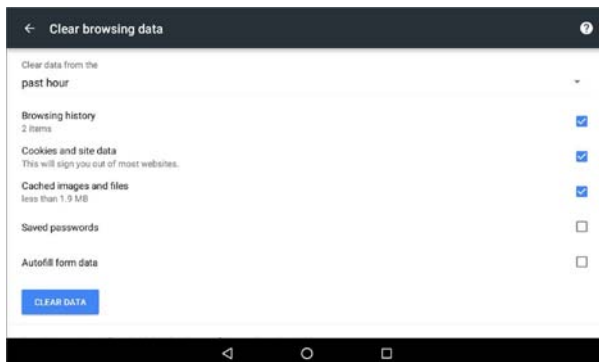 Clear browsing data
Clear data from the
past hour
Browsing history
2 items
Cookies and site data
This will sign you out of most websites.
Cached images and files
less than 1.9 MB
Saved passwords
Autofill form data
CLEAR DATA